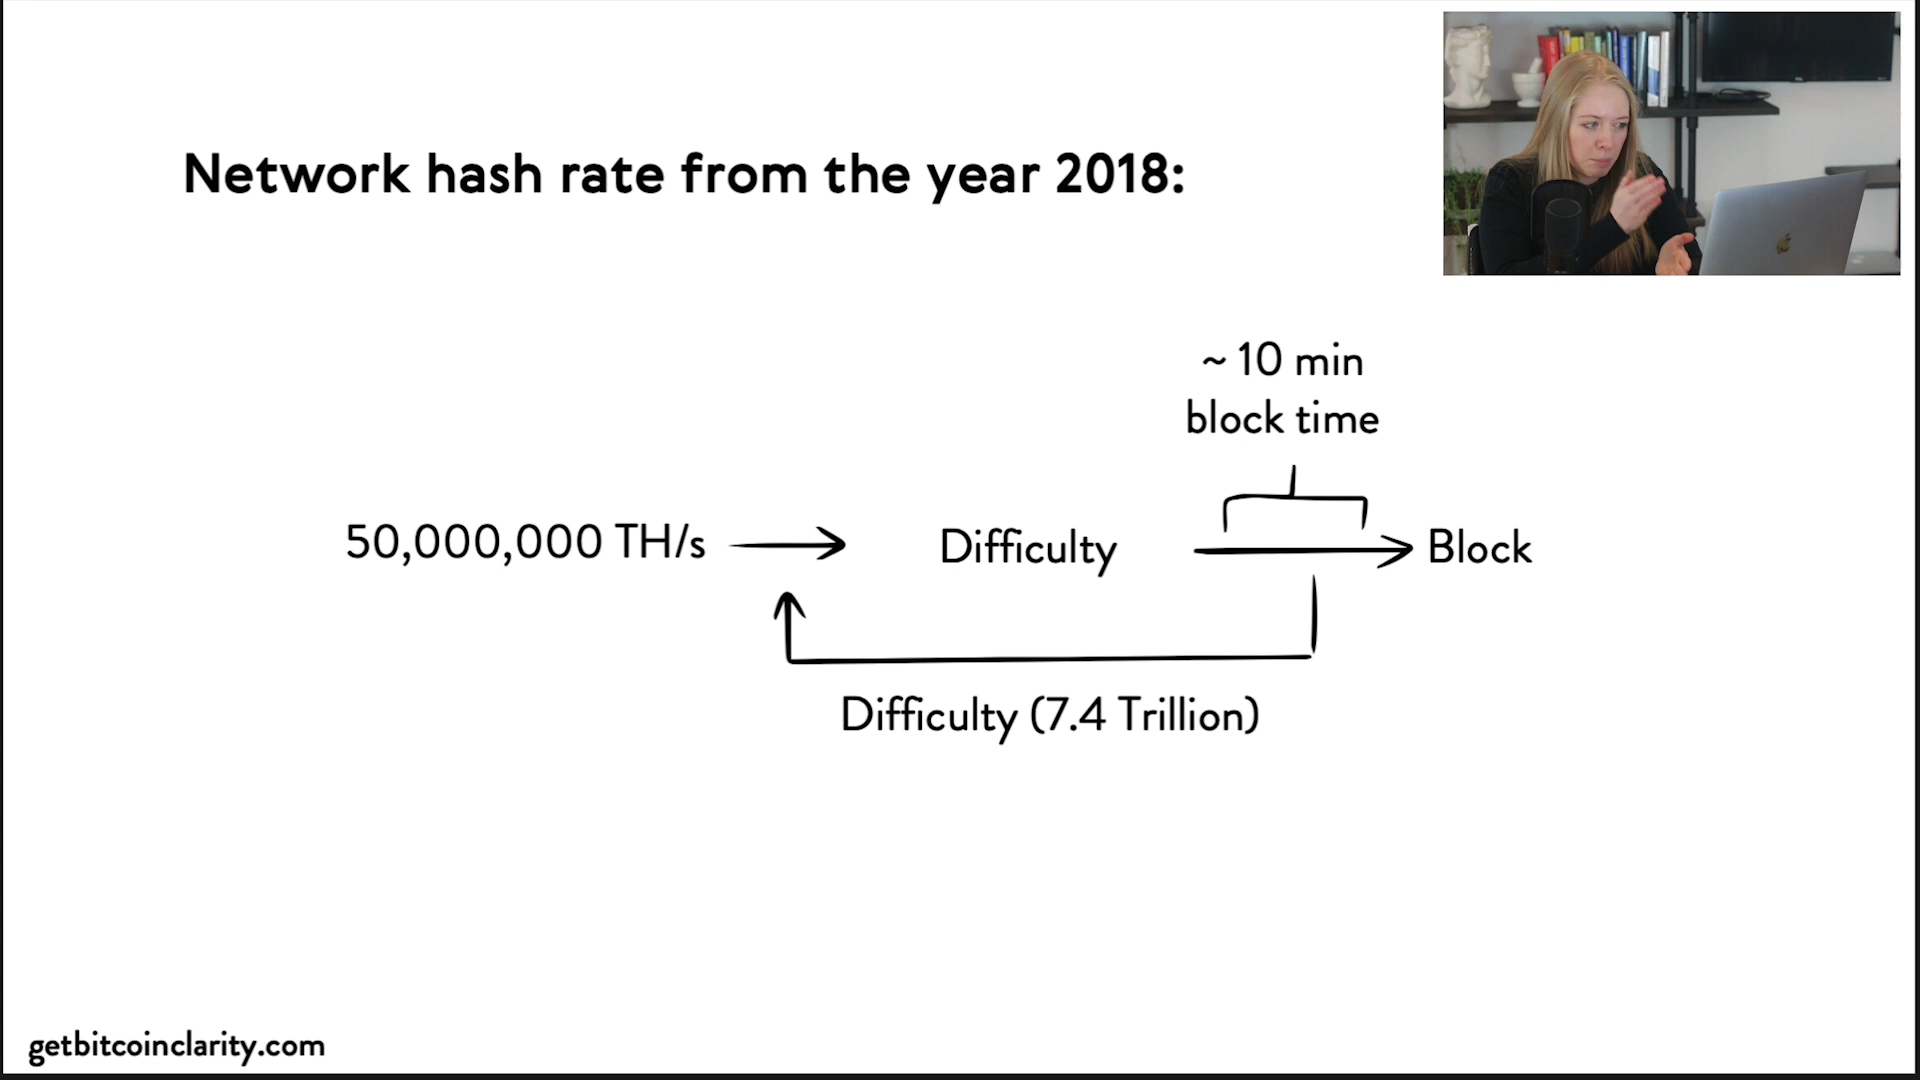 Network hash rate from the year 2018:
~ 10 min
block time
50,000,000 TH/s
Difficulty
Block
Difficulty (7.4 Trillion)
getbitcoinclarity.com